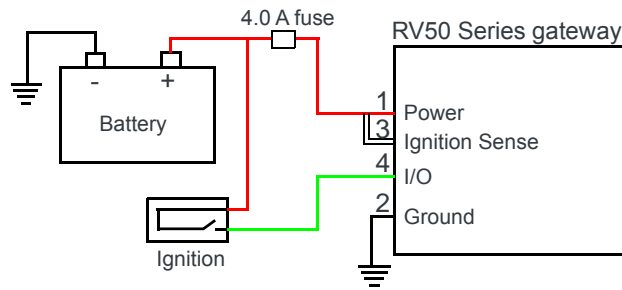 4.0 A fuse
RV50 Series gateway
- +
Battery
1 Power
3 Ignition Sense
4 I/O
2 Ground
Ignition